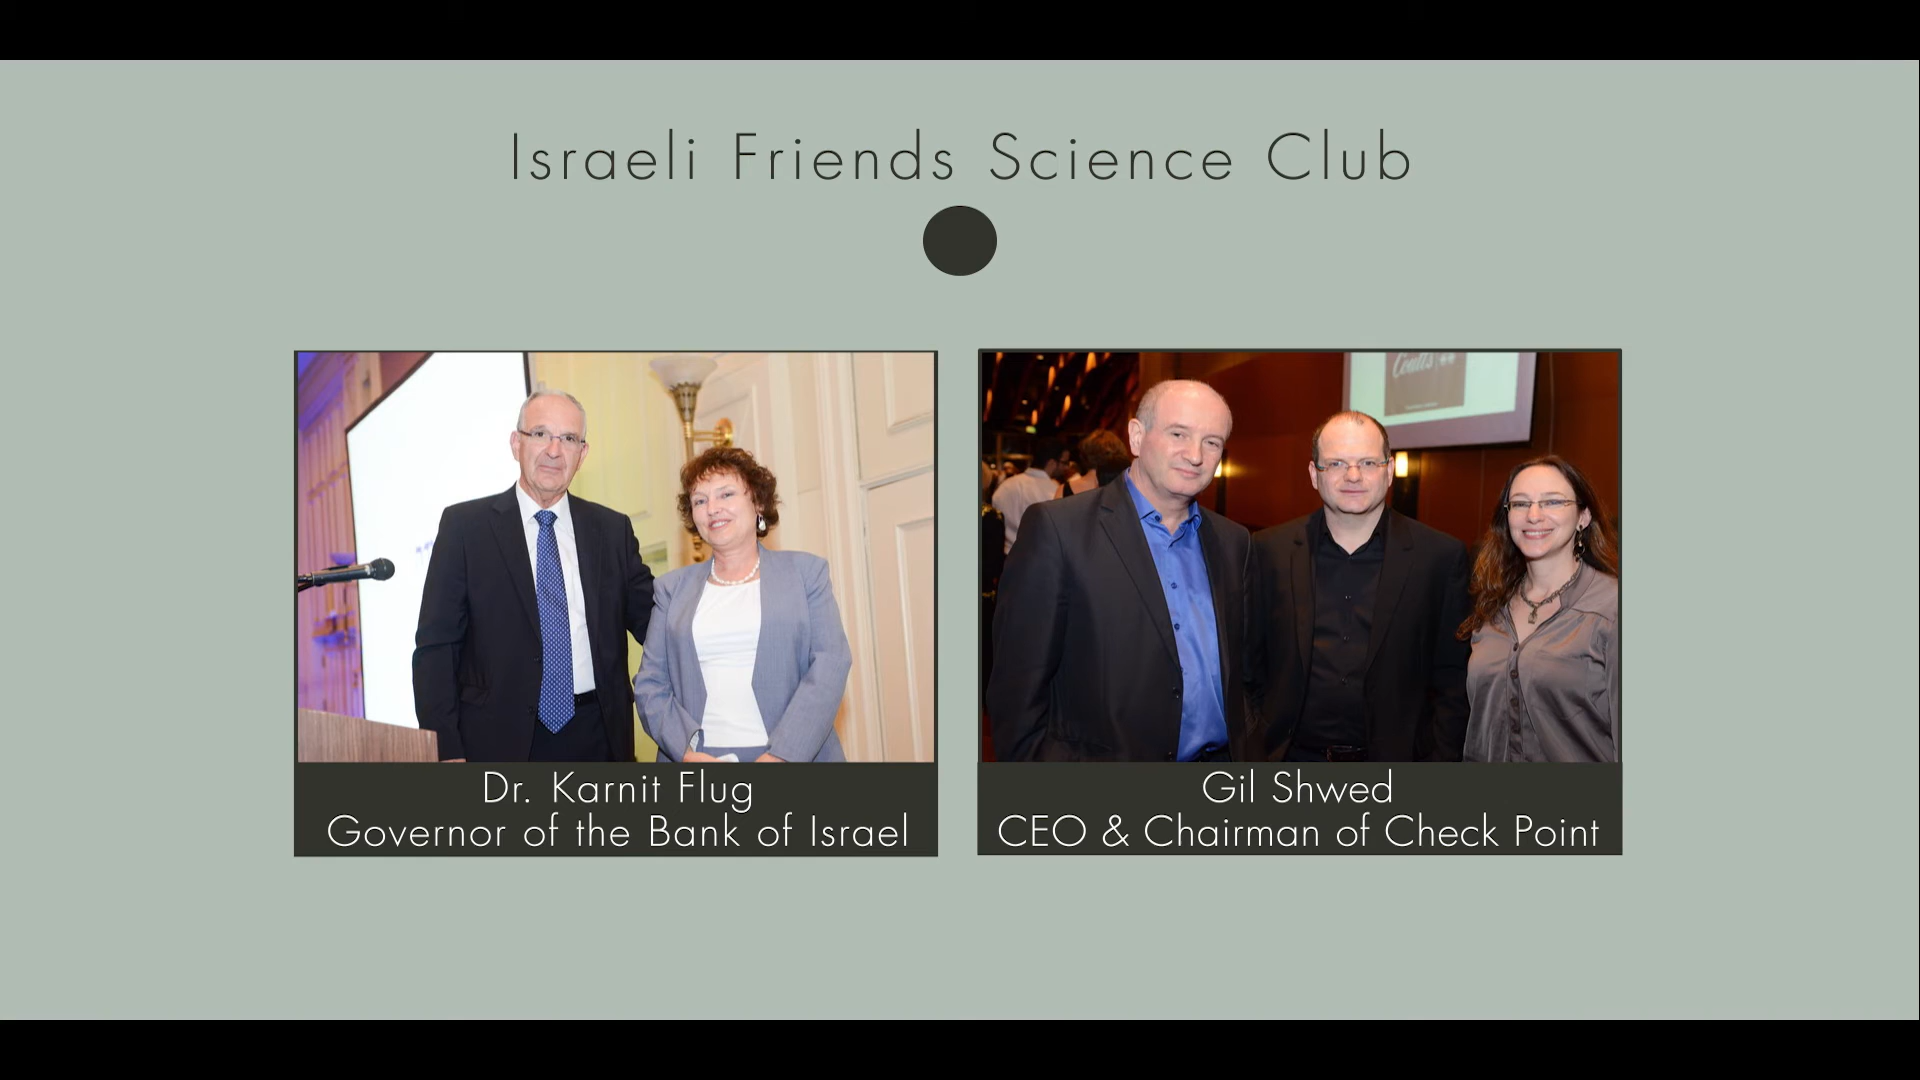 Israeli Friends Science Club
Dr. Karnit Flug
Governor of the Bank of Israel
Gil Shwed
CEO & Chairman of Check Point